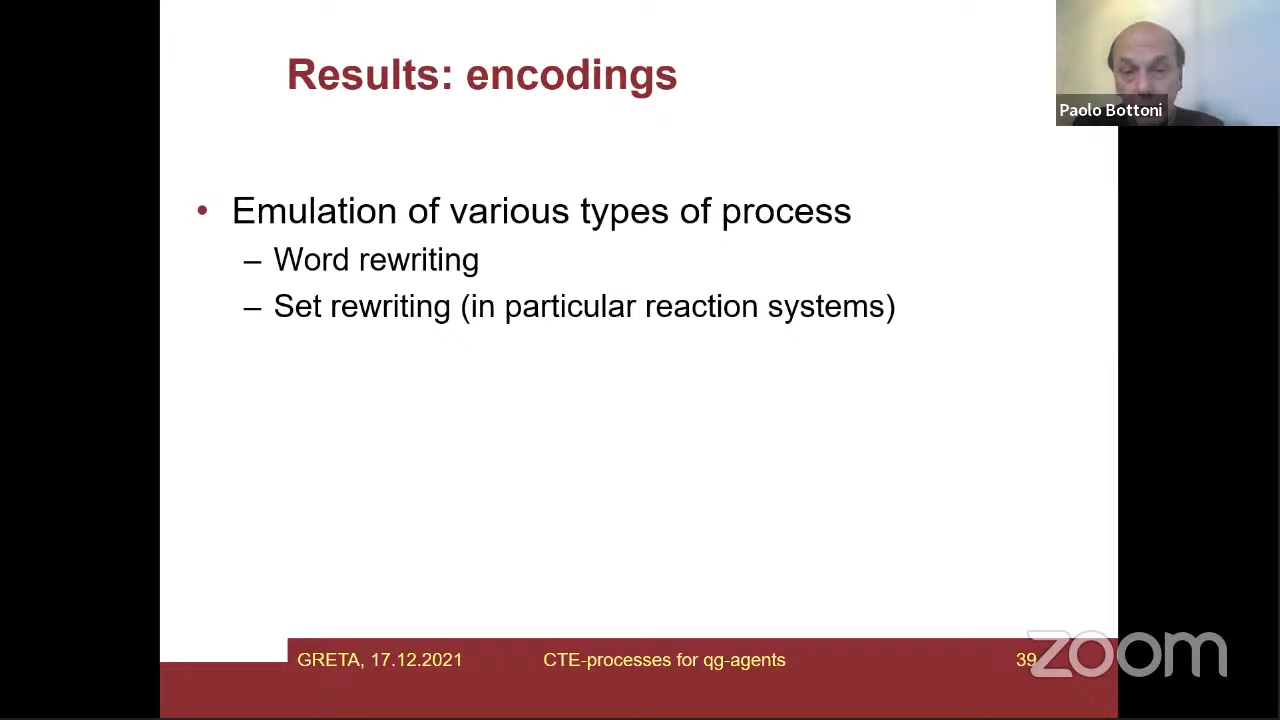 Results: encodings
Paolo Bottoni
• Emulation of various types of process
– Word rewriting
– Set rewriting (in particular reaction systems)
GRETA, 17.12.2021 CTE-processes for qg-agents 39
zoom